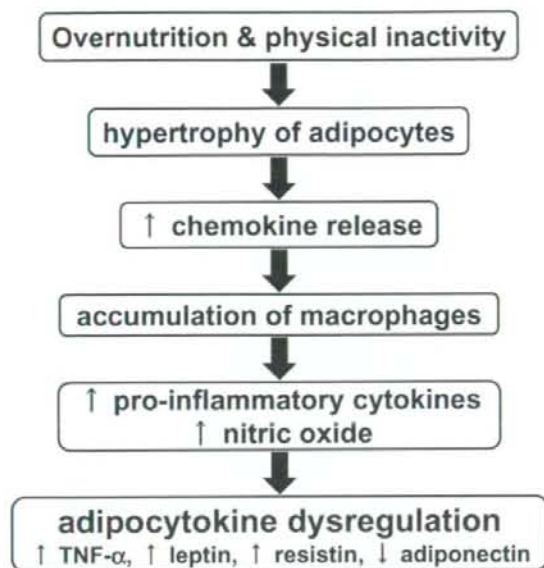 Overnutrition & physical inactivity
hypertrophy of adipocytes
↑ chemokine release
accumulation of macrophages
↑ pro-inflammatory cytokines
↑ nitric oxide
adipocytokine dysregulation
↑ TNF-α, ↑ leptin, ↑ resistin, ↓ adiponectin